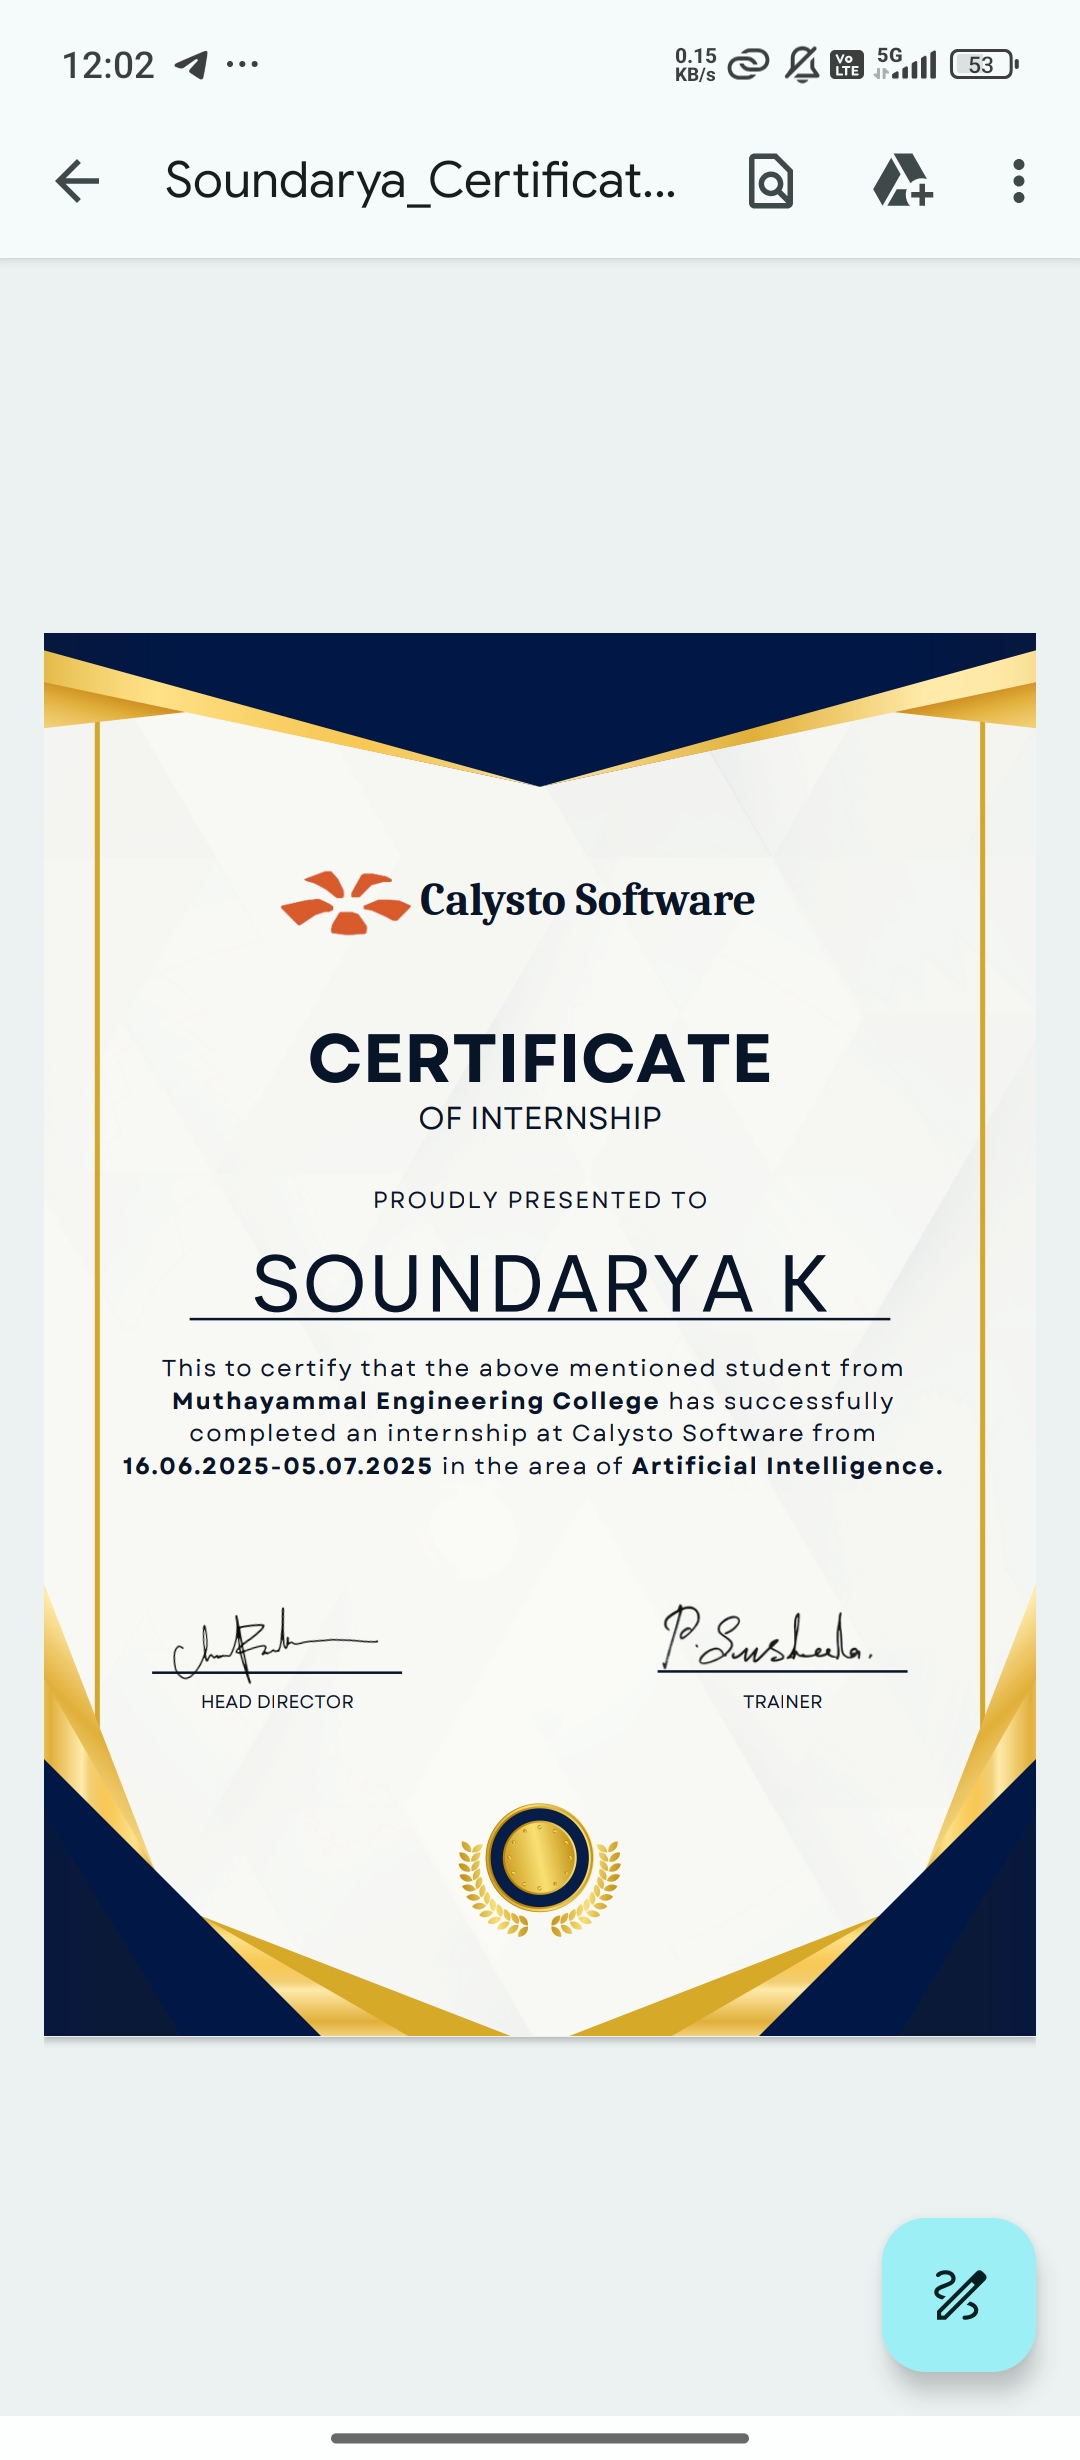 12:02
0.15
KB/s
Vo
LTE
5G
53
Soundarya_Certificat...
Calysto Software
CERTIFICATE
OF INTERNSHIP
PROUDLY PRESENTED TO
SOUNDARYA K
This to certify that the above mentioned student from
Muthayammal Engineering College has successfully
completed an internship at Calysto Software from
16.06.2025-05.07.2025 in the area of Artificial Intelligence.
P. Susheela.
HEAD DIRECTOR
TRAINER